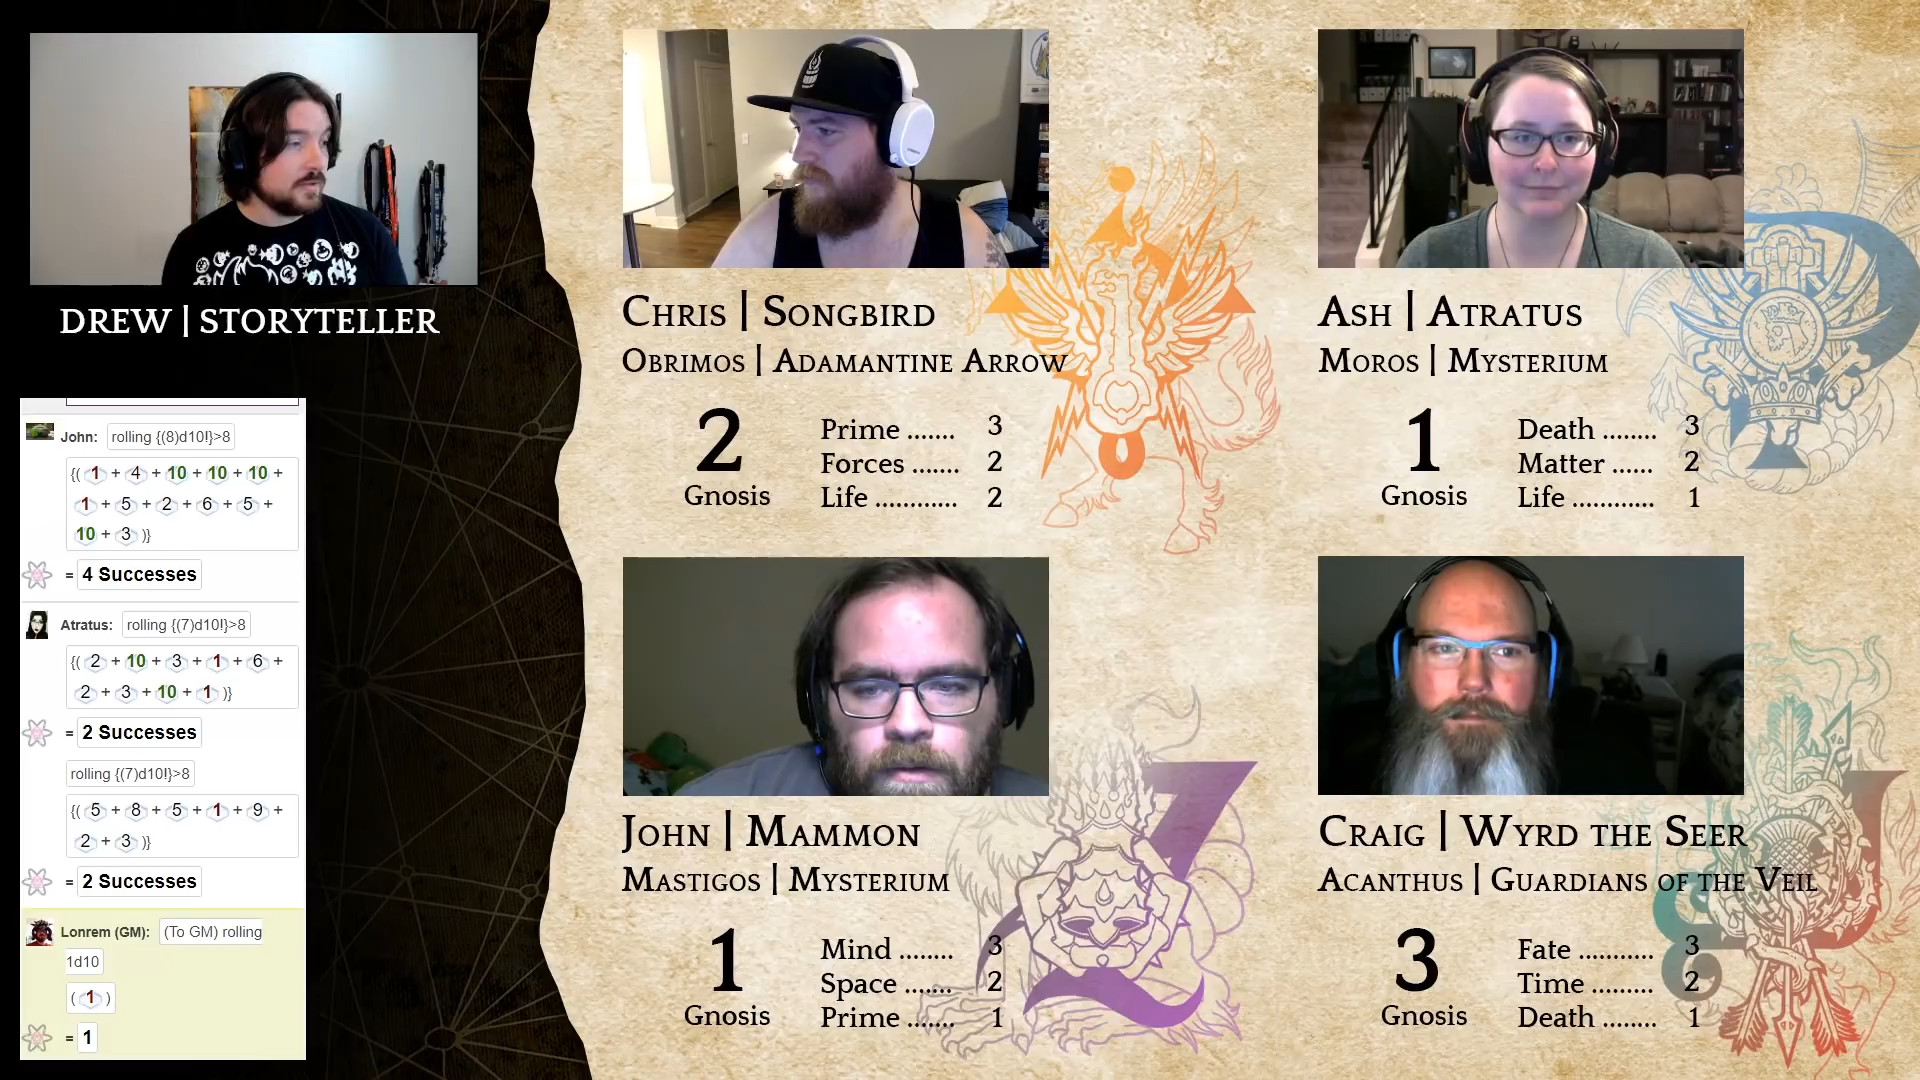 DREW | STORYTELLER
John: rolling {(8)d10!}>8
{( 1 + 4 + 10 + 10 + 10 +
1 + 5 + 2 + 6 + 5 +
10 + 3 )}
= 4 Successes
Atratus: rolling {(7)d10!}>8
{( 2 + 10 + 3 + 1 + 6 +
2 + 3 + 10 + 1 )}
= 2 Successes
rolling {(7)d10!}>8
{( 5 + 8 + 5 + 1 + 9 +
2 + 3 )}
= 2 Successes
Lonrem (GM): (To GM) rolling
1d10
( 1 )
= 1
Chris | Songbird
Obrimos | Adamantine Arrow
2
Gnosis
Prime ....... 3
Forces ....... 2
Life ............ 2
Ash | Atratus
Moros | Mysterium
1
Gnosis
Death ........ 3
Matter ...... 2
Life ............ 1
John | Mammon
Mastigos | Mysterium
1
Gnosis
Mind ........ 3
Space ....... 2
Prime ....... 1
Craig | Wyrd the Seer
Acanthus | Guardians of the Veil
3
Gnosis
Fate ........... 3
Time ......... 2
Death ........ 1